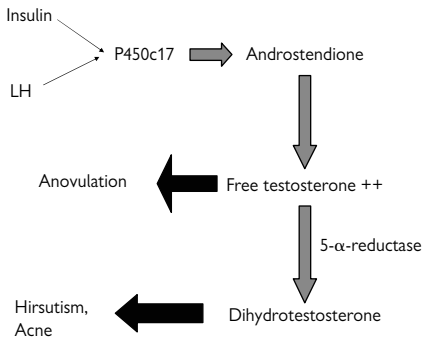 Insulin
P450c17
Androstendione
LH
Anovulation
Free testosterone ++
5-α-reductase
Hirsutism,
Acne
Dihydrotestosterone